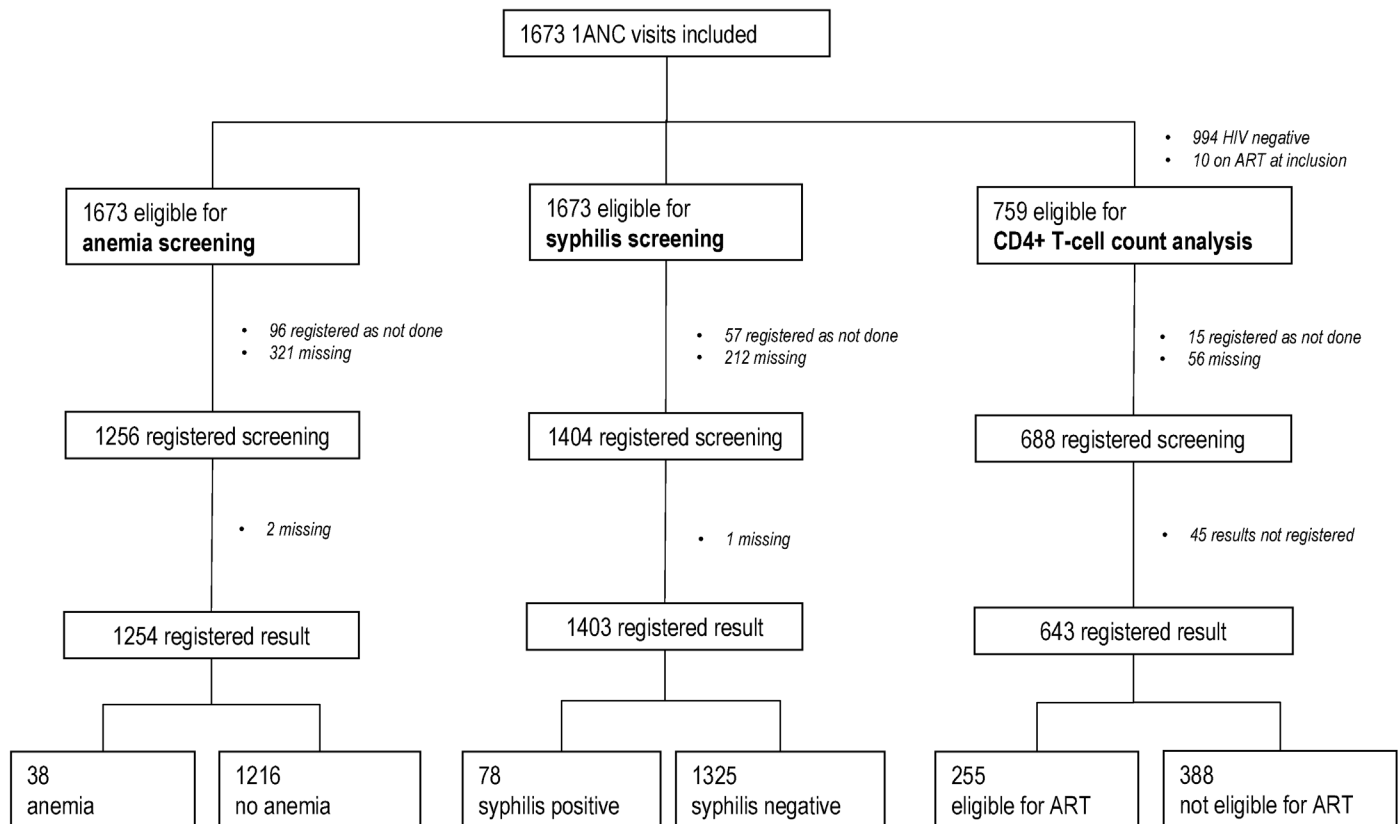 1673 1ANC visits included
• 994 HIV negative
• 10 on ART at inclusion
1673 eligible for
anemia screening
1673 eligible for
syphilis screening
759 eligible for
CD4+ T-cell count analysis
• 96 registered as not done
• 321 missing
• 57 registered as not done
• 212 missing
• 15 registered as not done
• 56 missing
1256 registered screening
1404 registered screening
688 registered screening
• 2 missing
• 1 missing
• 45 results not registered
1254 registered result
1403 registered result
643 registered result
38
anemia
1216
no anemia
78
syphilis positive
1325
syphilis negative
255
eligible for ART
388
not eligible for ART